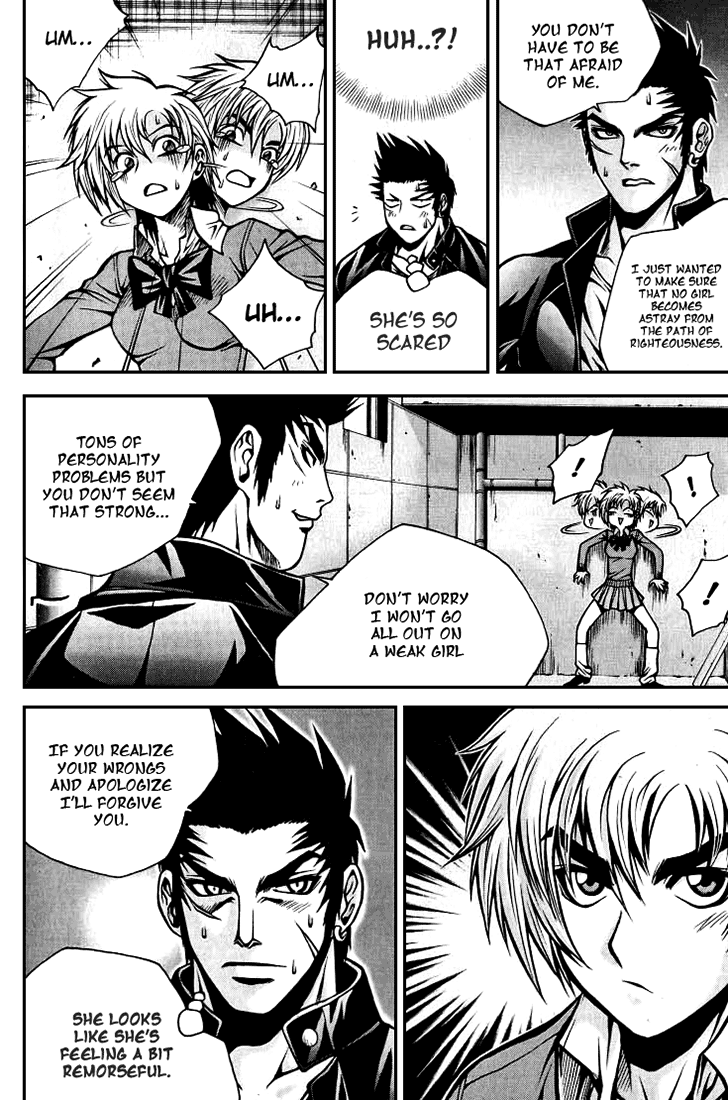 YOU DON'T
HAVE TO BE
THAT AFRAID
OF ME.
I JUST WANTED
TO MAKE SURE
THAT NO GIRL
BECOMES
ASTRAY FROM
THE PATH OF
RIGHTEOUSNESS.
HUH..?!
SHE'S SO
SCARED
UM...
UM...
UH...
TONS OF
PERSONALITY
PROBLEMS BUT
YOU DON'T SEEM
THAT STRONG...
DON'T WORRY
I WON'T GO
ALL OUT ON
A WEAK GIRL
!
!
!
IF YOU REALIZE
YOUR WRONGS
AND APOLOGIZE
I'LL FORGIVE
YOU.
SHE LOOKS
LIKE SHE'S
FEELING A BIT
REMORSEFUL.